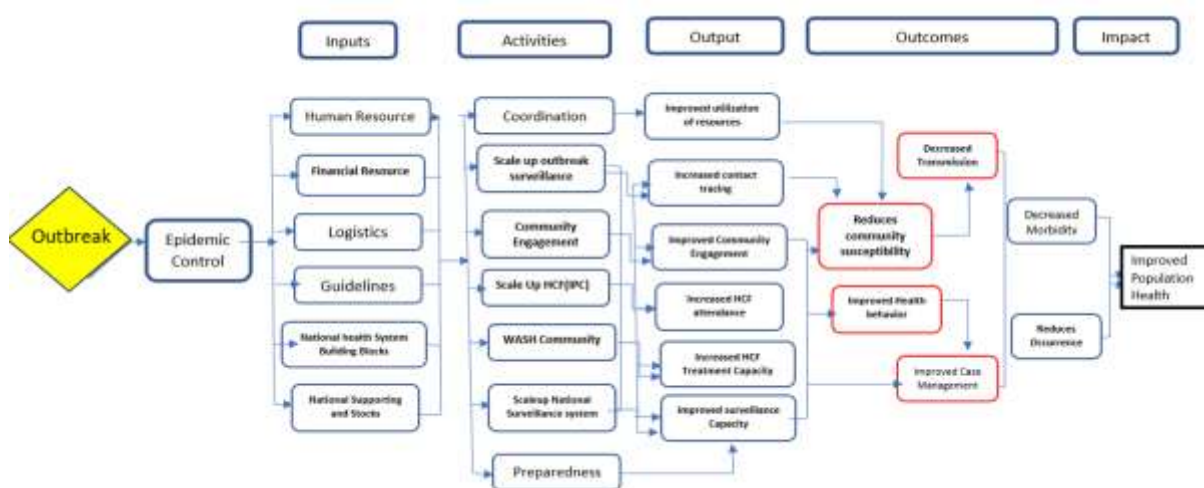 Inputs
Activities
Output
Outcomes
Impact
Outbreak
Epidemic
Control
Human Resource
Financial Resource
Logistics
Guidelines
National health System
Building Blocks
National Supporting
and Stocks
Coordination
Scale up outbreak
surveillance
Community
Engagement
Scale Up HCF(IPC)
WASH Community
Scaleup National
Surveillance system
Preparedness
Improved utilization
of resources
Increased contact
tracing
Improved Community
Engagement
Increased HCF
attendance
Increased HCF
Treatment Capacity
Improved surveillance
Capacity
Reduces
community
susceptibility
Improved Health
behavior
Decreased
Transmission
Improved Case
Management
Decreased
Morbidity
Reduces
Occurrence
Improved
Population
Health